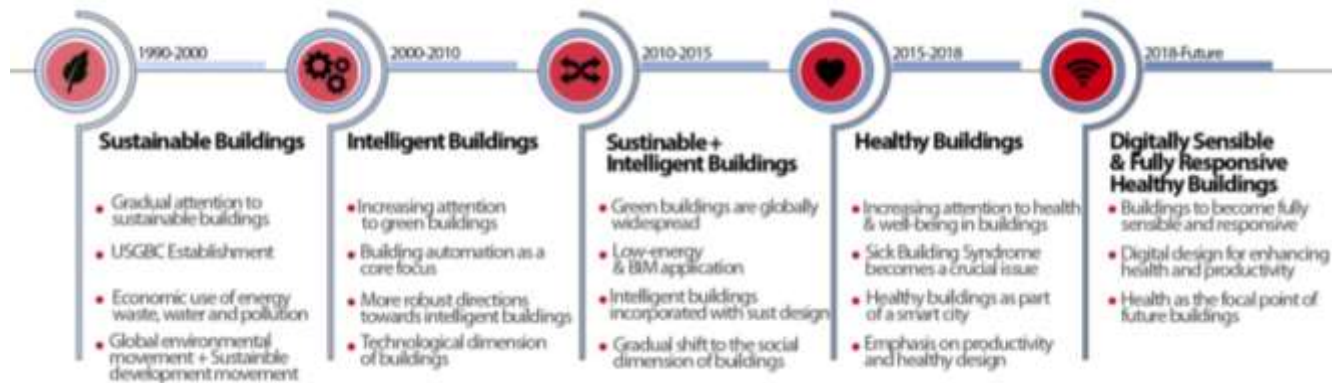 1990-2000
Sustainable Buildings
Gradual attention to
sustainable buildings
USGBC Establishment
Economic use of energy
waste, water and pollution
Global environmental
movement + Sustainble
development movement
2000-2010
Intelligent Buildings
Increasing attention
to green buildings
Building automation as a
core focus
More robust directions
towards intelligent buildings
Technological dimension
of buildings
2010-2015
Sustinable+
Intelligent Buildings
Green buildings are globally
widespread
Low-energy
& BIM application
Intelligent buildings
incorporated with sust design
Gradual shift to the social
dimension of buildings
2015-2018
Healthy Buildings
Increasing attention to health
& well-being in buildings
Sick Building Syndrome
becomes a crucial issue
Healthy buildings as part
of a smart city
Emphasis on productivity
and healthy design
2018-Future
Digitally Sensible
& Fully Responsive
Healthy Buildings
Buildings to become fully
sensible and responsive
Digital design for enhancing
health and productivity
Health as the focal point of
future buildings